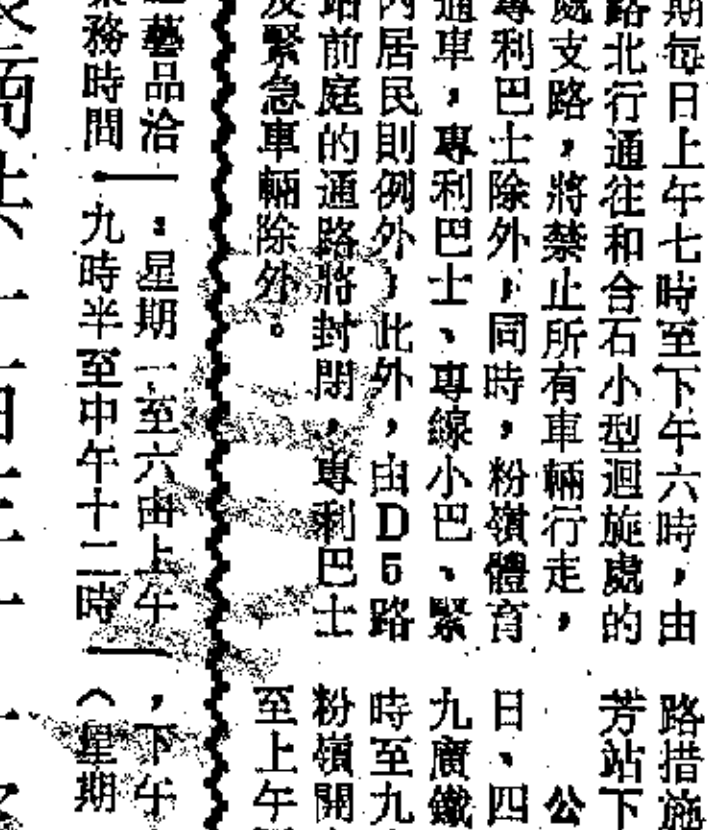 期每日上午七時至下午六時，由
路北行通往和合石小型迴旋處的
處支路，將禁止所有車輛行走，
專利巴士除外，同時，粉嶺體育
通車，專利巴士、專線小巴、緊
內居民則例外，此外，由D5路
站前庭的通路將封閉，專利巴士
及緊急車輛除外。
路措施
芳站下
公
日、四
九廣鐵
時至九
粉嶺開
至上午
藝品洽：星期一至六由上午，下午
業務時間 九時半至中午十二時（星期